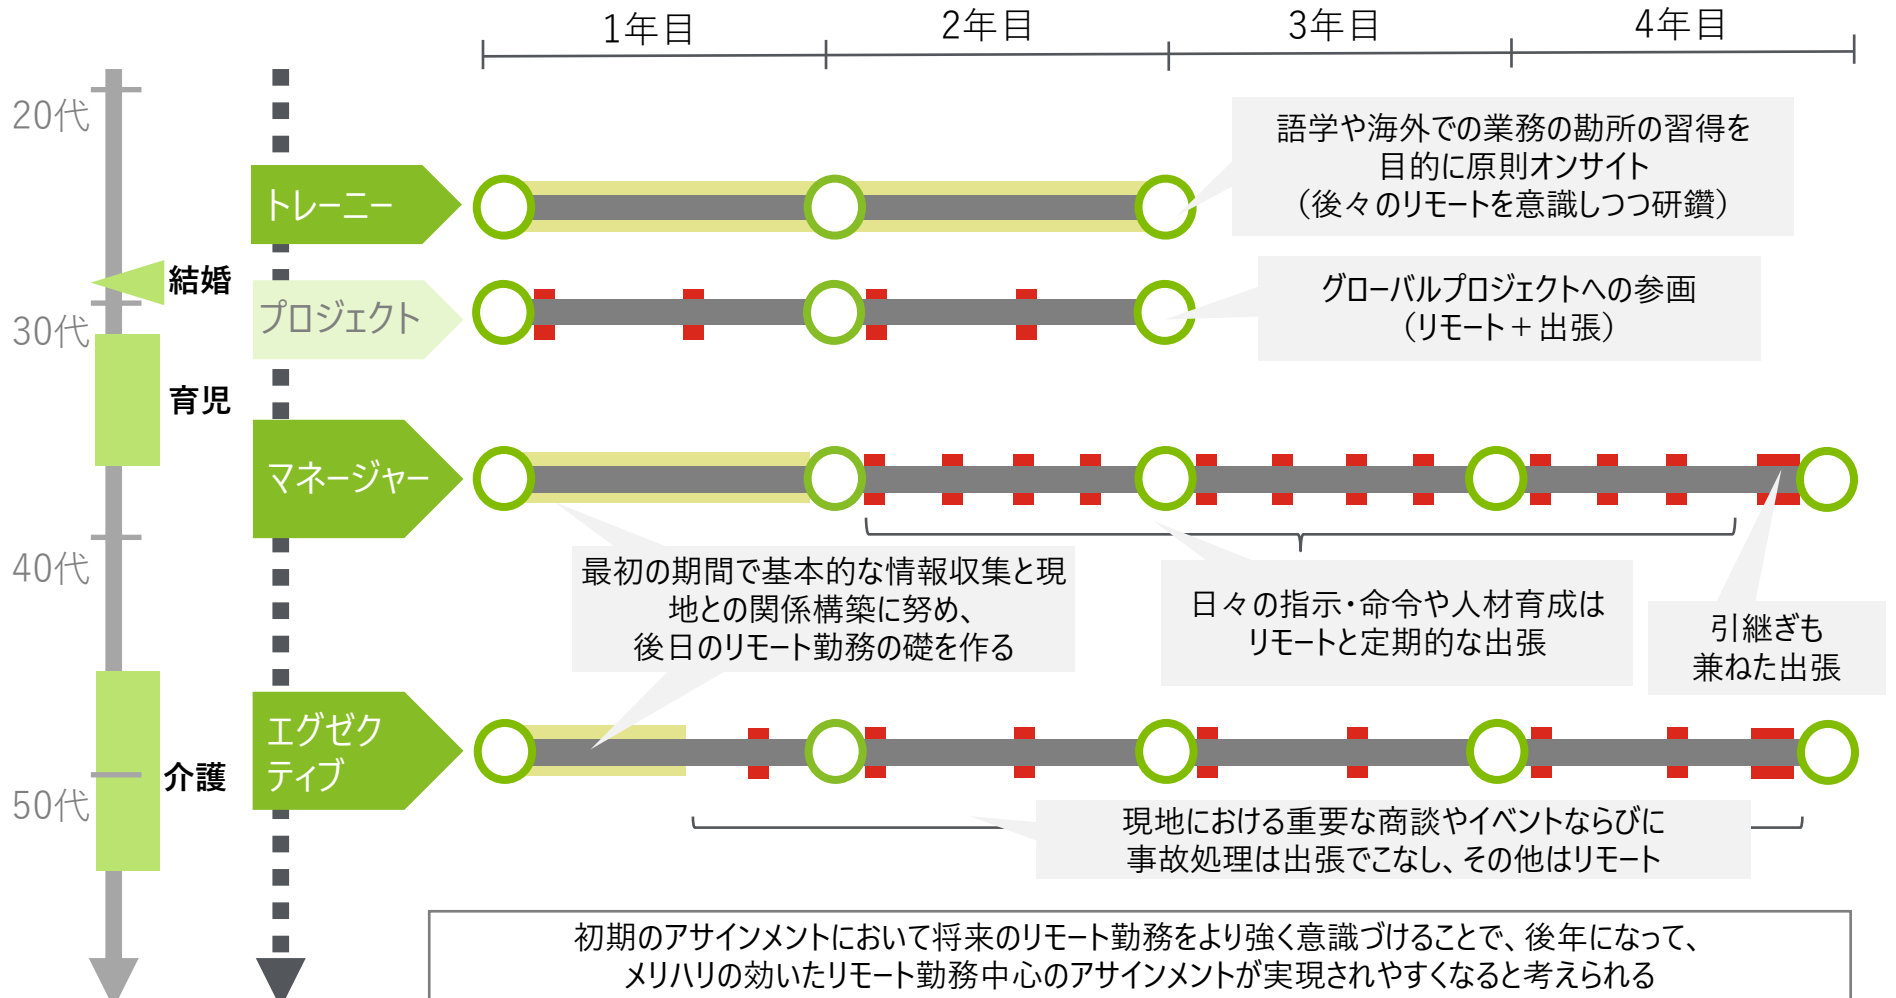 1年目
2年目
3年目
4年目
20代
語学や海外での業務の勘所の習得を
目的に原則オンサイト
（後々のリモートを意識しつつ研鑽）
トレーニー
結婚
プロジェクト
グローバルプロジェクトへの参画
（リモート＋出張）
30代
育児
マネージャー
40代
最初の期間で基本的な情報収集と現
地との関係構築に努め、
後日のリモート勤務の礎を作る
日々の指示・命令や人材育成は
リモートと定期的な出張
引継ぎも
兼ねた出張
エグゼク
ティブ
介護
50代
現地における重要な商談やイベントならびに
事故処理は出張でこなし、その他はリモート
初期のアサインメントにおいて将来のリモート勤務をより強く意識づけることで、後年になって、
メリハリの効いたリモート勤務中心のアサインメントが実現されやすくなると考えられる